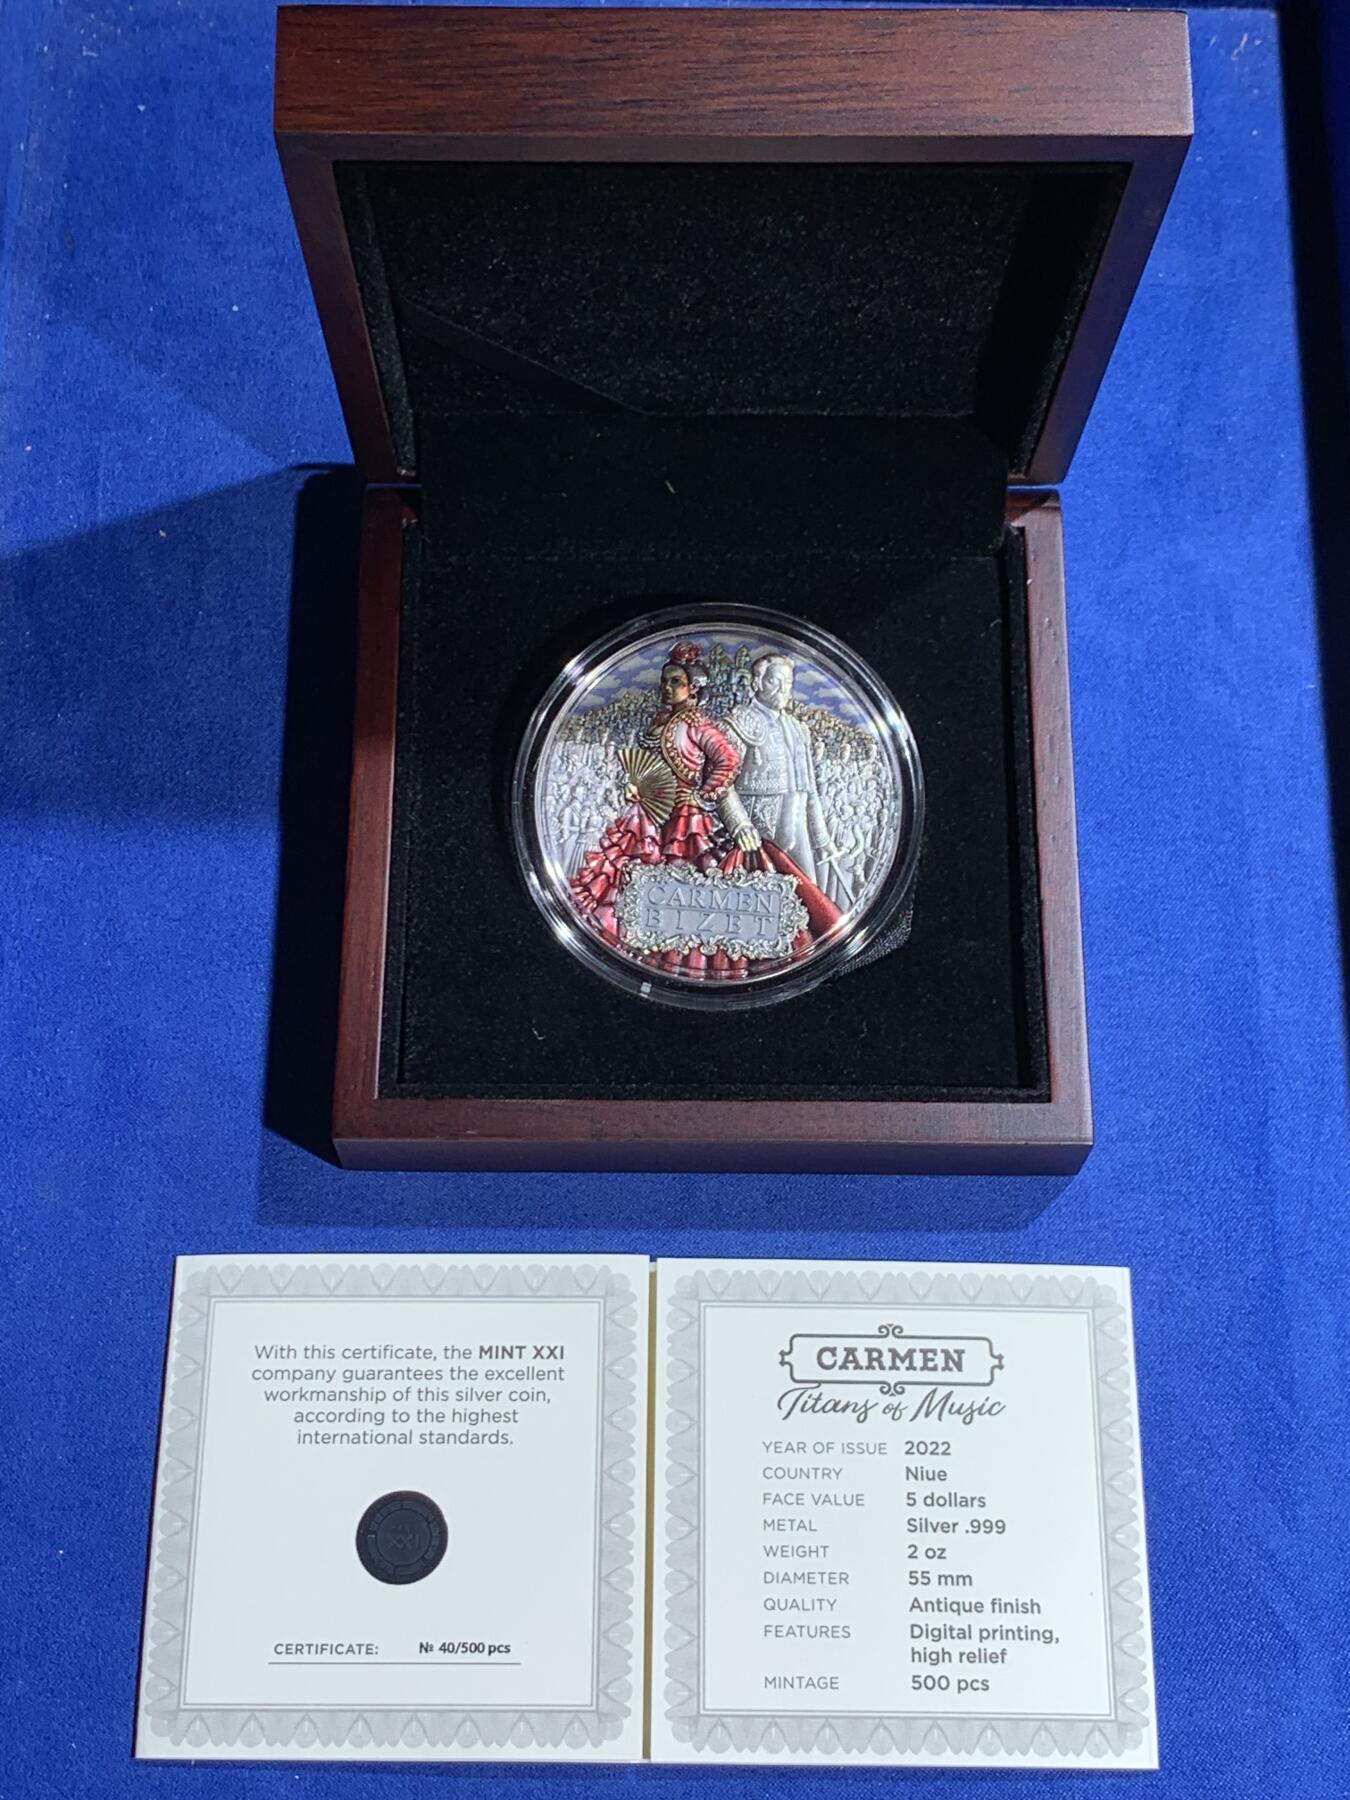 CARMEN
BIZET
With this certificate, the MINT XXI
company guarantees the excellent
workmanship of this silver coin,
according to the highest
international standards.
XXI
CERTIFICATE: № 40/500 pcs
CARMEN
Titans of Music
YEAR OF ISSUE 2022
COUNTRY Niue
FACE VALUE 5 dollars
METAL Silver .999
WEIGHT 2 oz
DIAMETER 55 mm
QUALITY Antique finish
FEATURES Digital printing,
high relief
MINTAGE 500 pcs